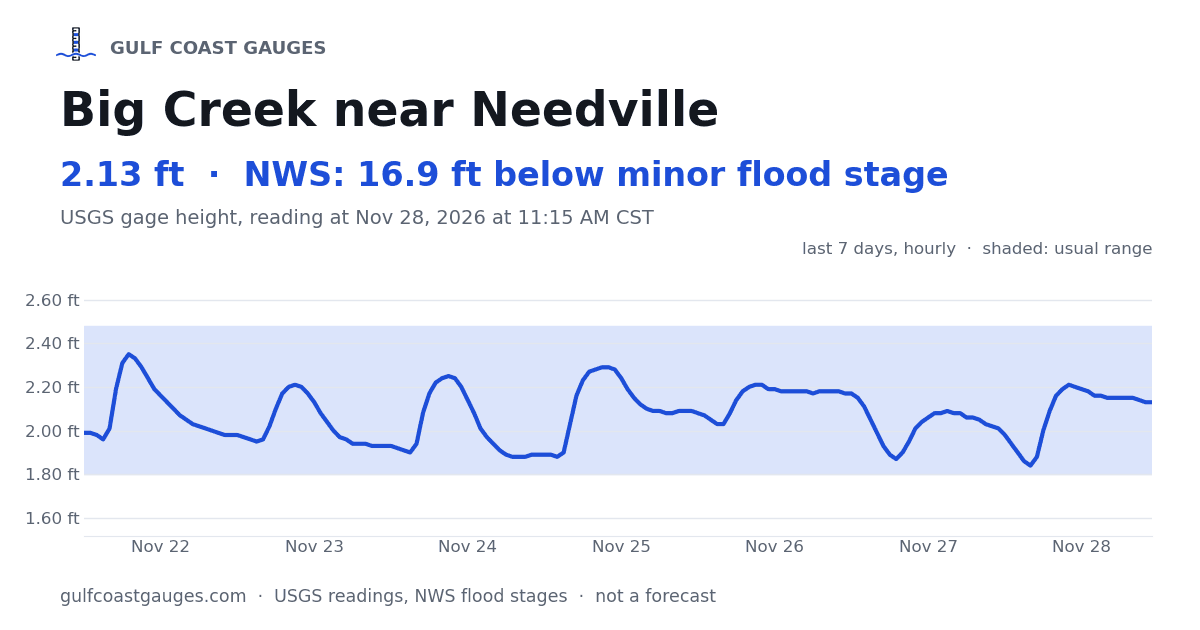 GULF COAST GAUGES
Big Creek near Needville
2.13 ft · NWS: 16.9 ft below minor flood stage
USGS gage height, reading at Nov 28, 2026 at 11:15 AM CST
last 7 days, hourly · shaded: usual range
2.60 ft
2.40 ft
2.20 ft
2.00 ft
1.80 ft
1.60 ft
Nov 22 Nov 23 Nov 24 Nov 25 Nov 26 Nov 27 Nov 28
gulfcoastgauges.com · USGS readings, NWS flood stages · not a forecast